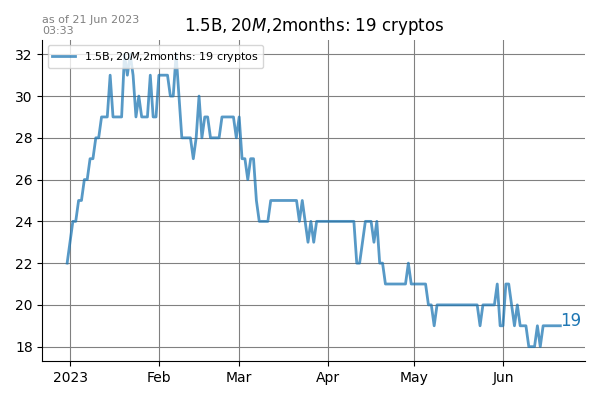 as of 21 Jun 2023
03:33
1.5B, 20M,2months: 19 cryptos
1.5B, 20M,2months: 19 cryptos
32
30
28
26
24
22
20
18
19
2023
Feb
Mar
Apr
May
Jun